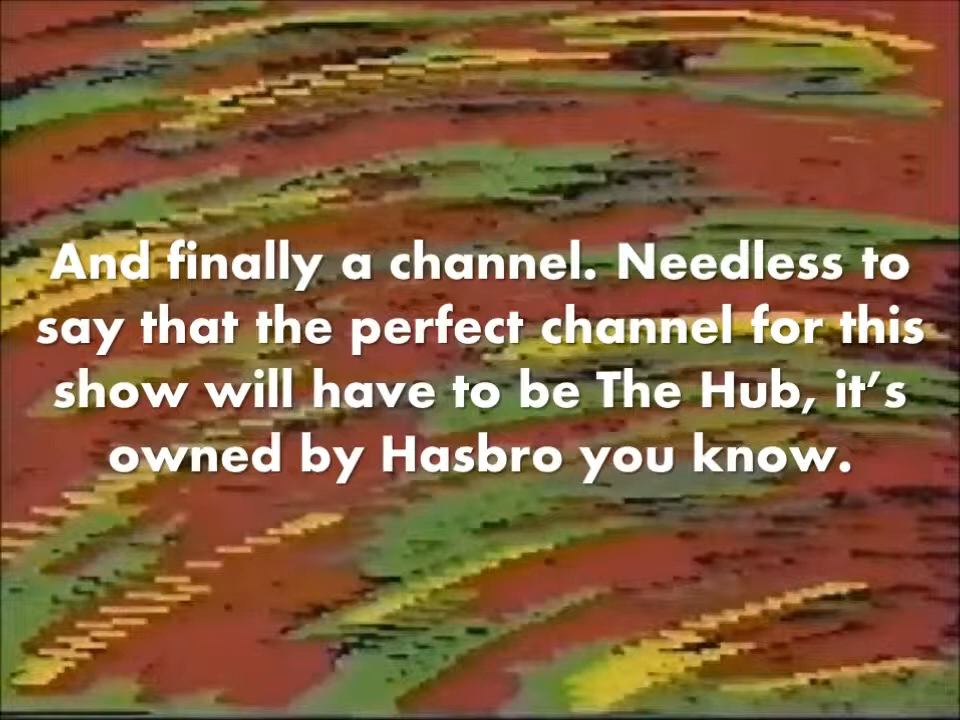 And finally a channel. Needless to
say that the perfect channel for this
show will have to be The Hub, it’s
owned by Hasbro you know.